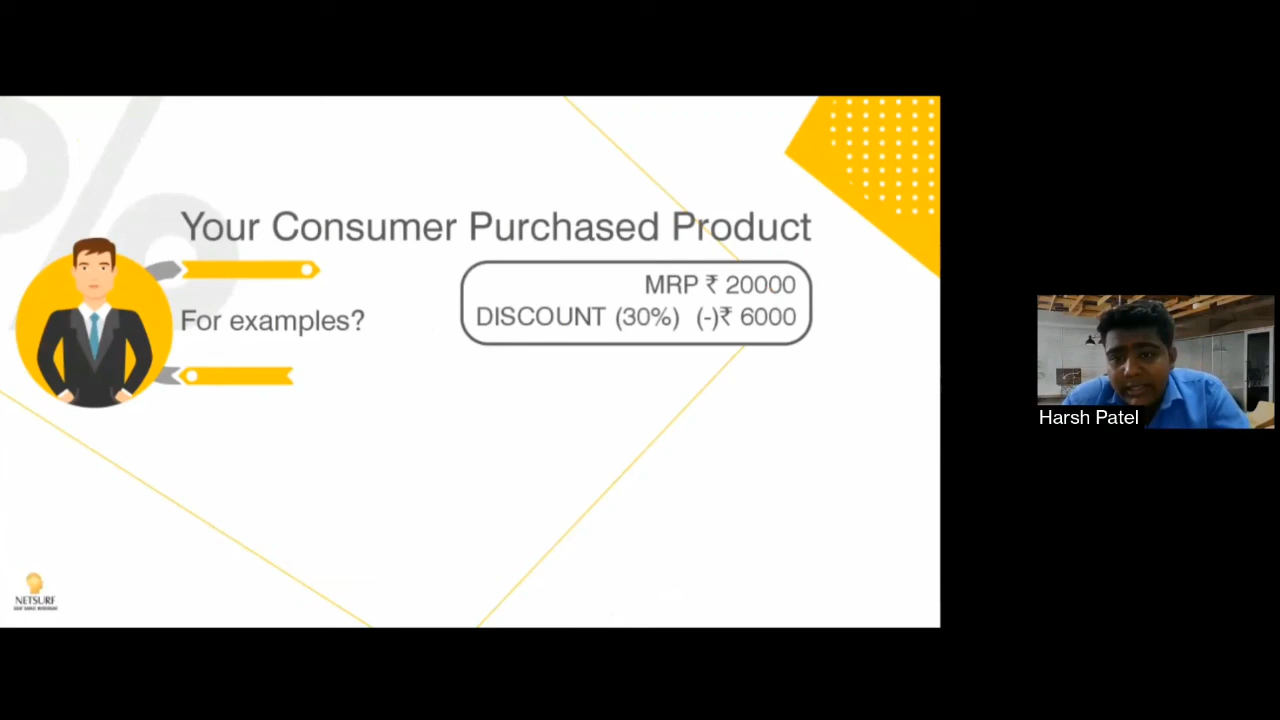 Your Consumer Purchased Product
MRP ₹ 20000
DISCOUNT (30%) (-)₹ 6000
For examples?
Harsh Patel
NETSURF